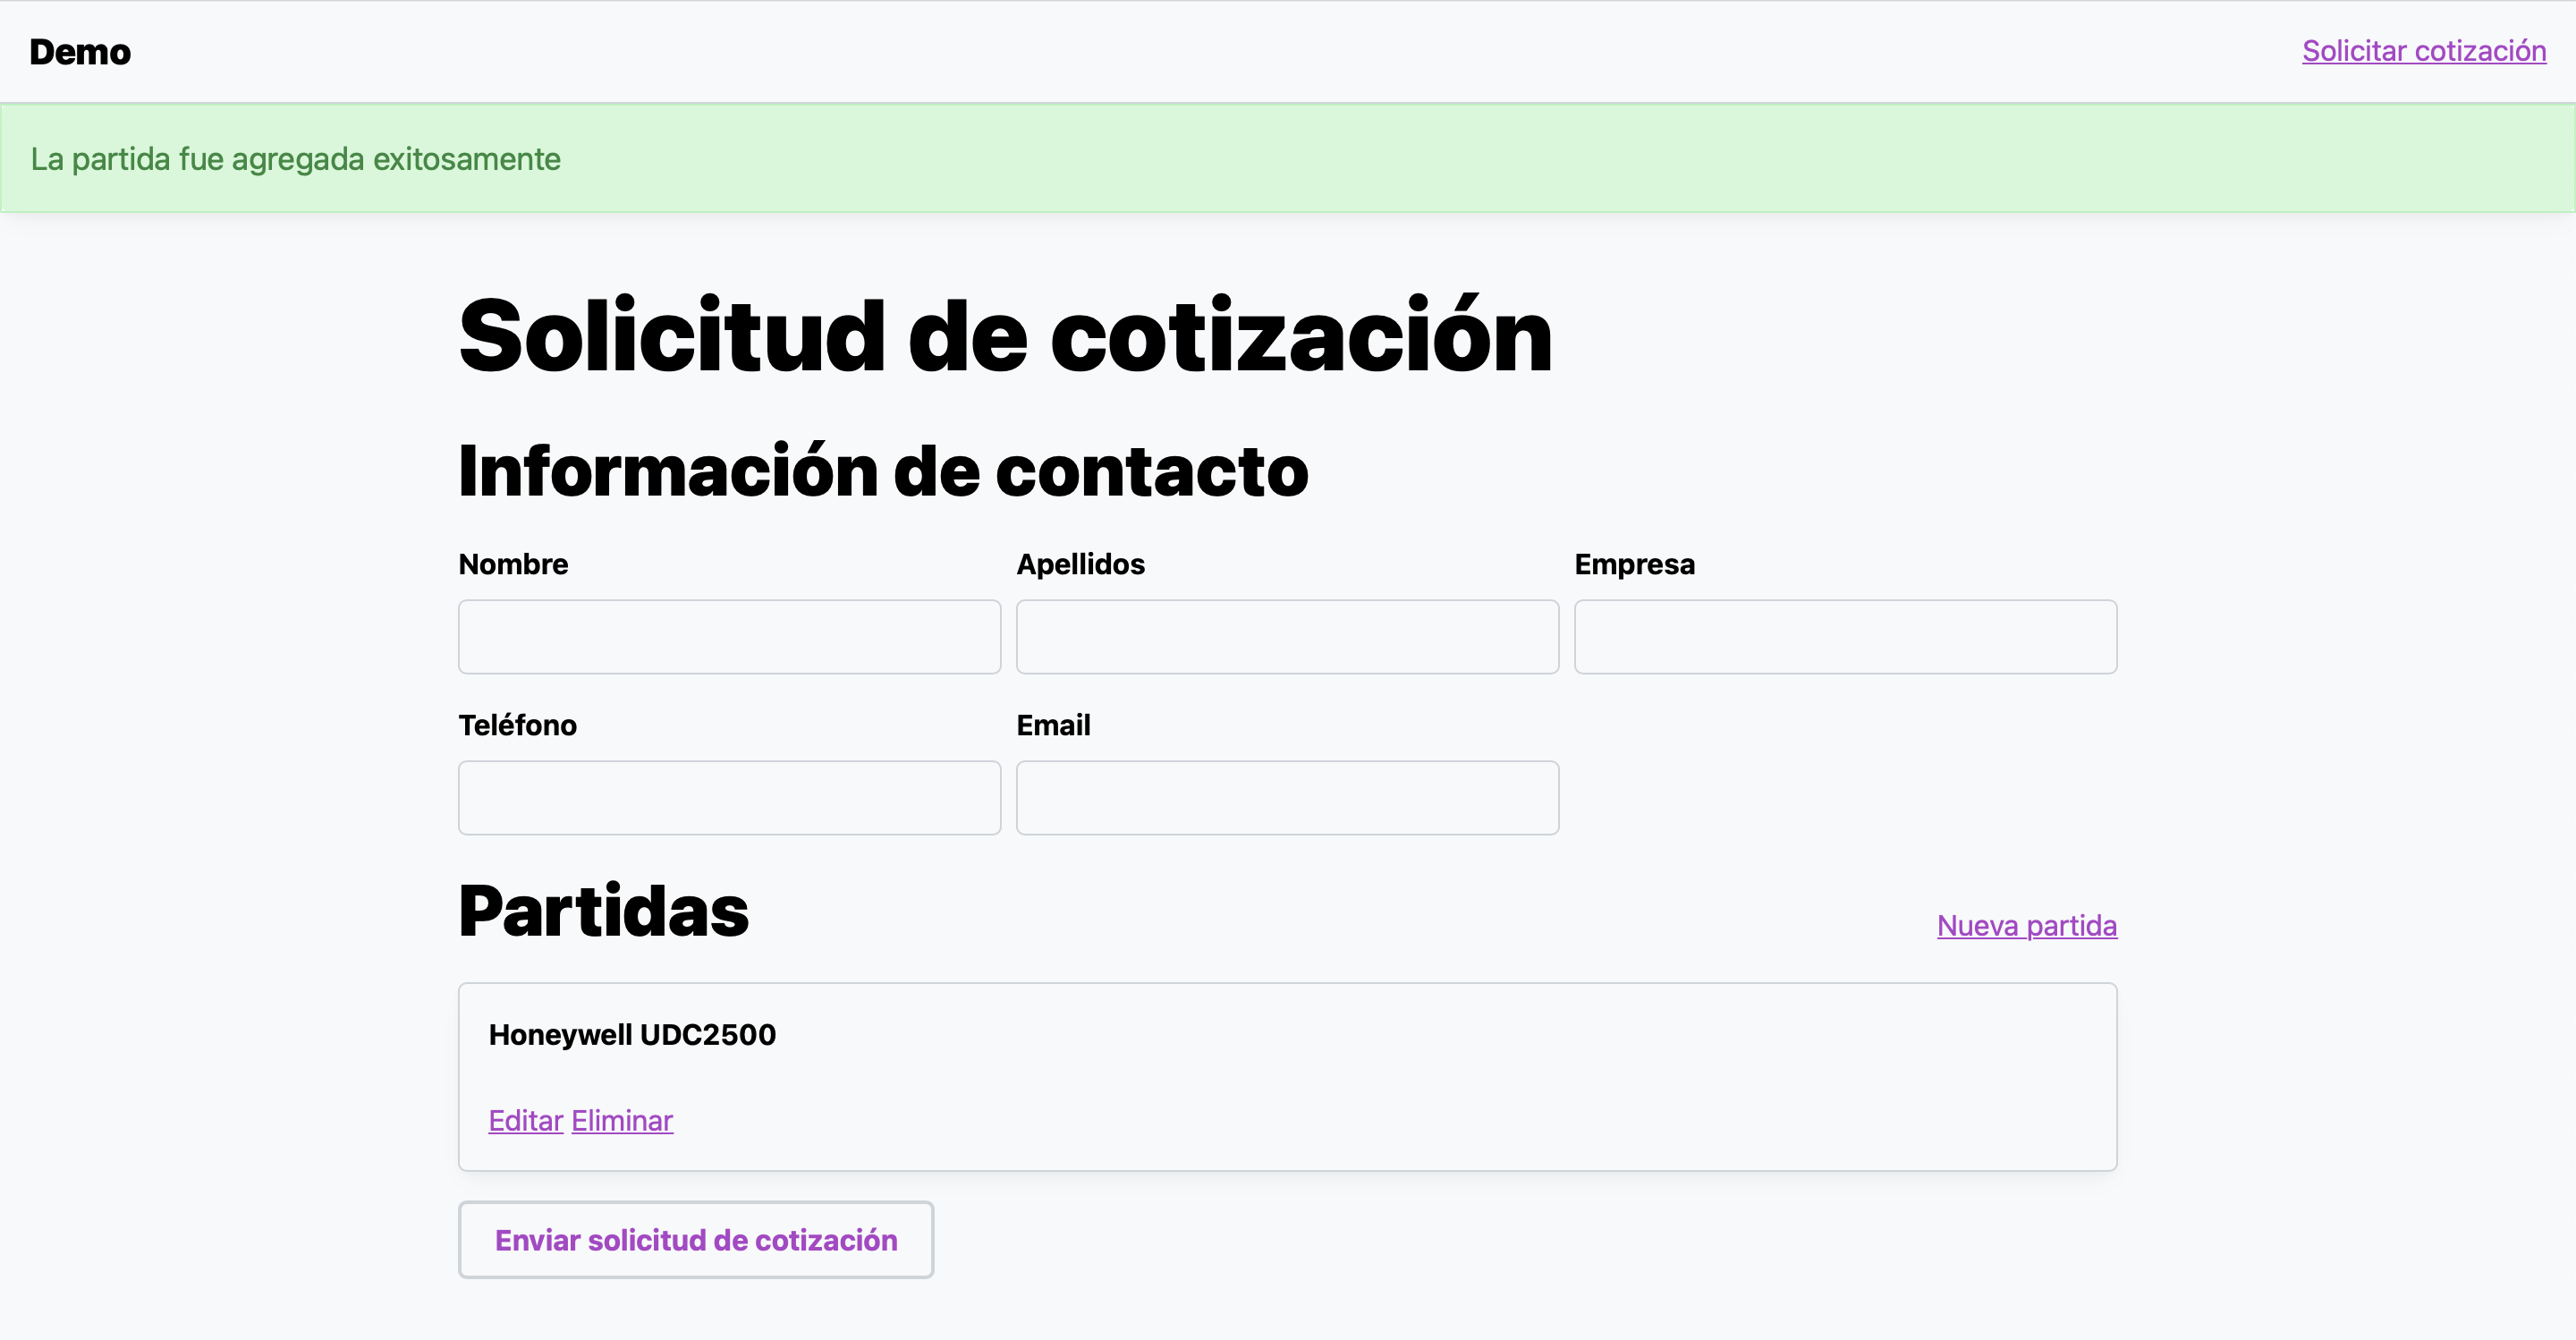 Demo
Solicitar cotización
La partida fue agregada exitosamente
Solicitud de cotización
Información de contacto
Nombre
Apellidos
Empresa
Teléfono
Email
Partidas
Nueva partida
Honeywell UDC2500
Editar Eliminar
Enviar solicitud de cotización